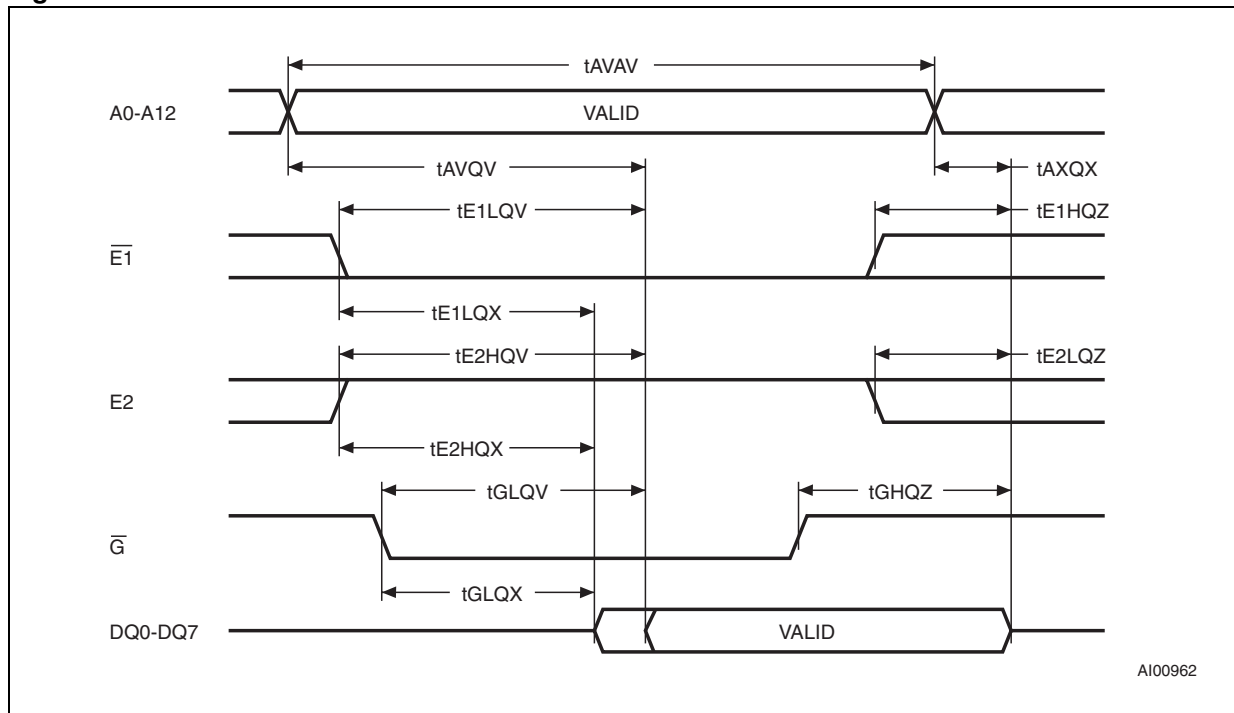 tAVAV
A0-A12 VALID
tAVQV tAXQX
tE1LQV tE1HQZ
E1
tE1LQX
tE2HQV tE2LQZ
E2
tE2HQX
tGLQV tGHQZ
G
tGLQX
DQ0-DQ7 VALID
AI00962